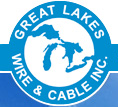 GREAT LAKES
WIRE & CABLE INC.